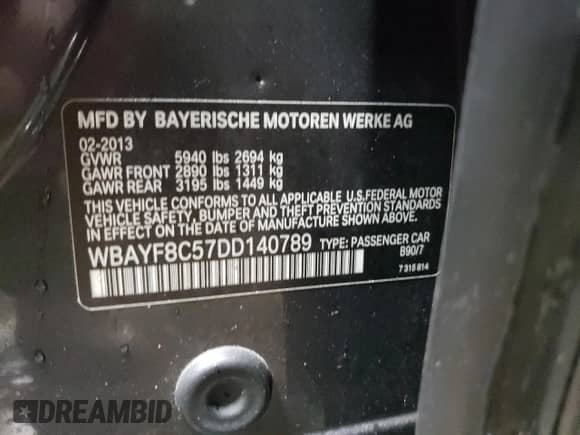 MFD BY BAYERISCHE MOTOREN WERKE AG
02-2013
GVWR 5940 lbs 2694 kg
GAWR FRONT 2890 lbs 1311 kg
GAWR REAR 3195 lbs 1449 kg
THIS VEHICLE CONFORMS TO ALL APPLICABLE U.S.FEDERAL MOTOR
VEHICLE SAFETY, BUMPER AND THEFT PREVENTION STANDARDS
IN EFFECT ON THE DATE OF MANUFACTURE SHOWN ABOVE.
WBAYF8C57DD140789 TYPE: PASSENGER CAR
B90/7
7 315 814
DREAMBID